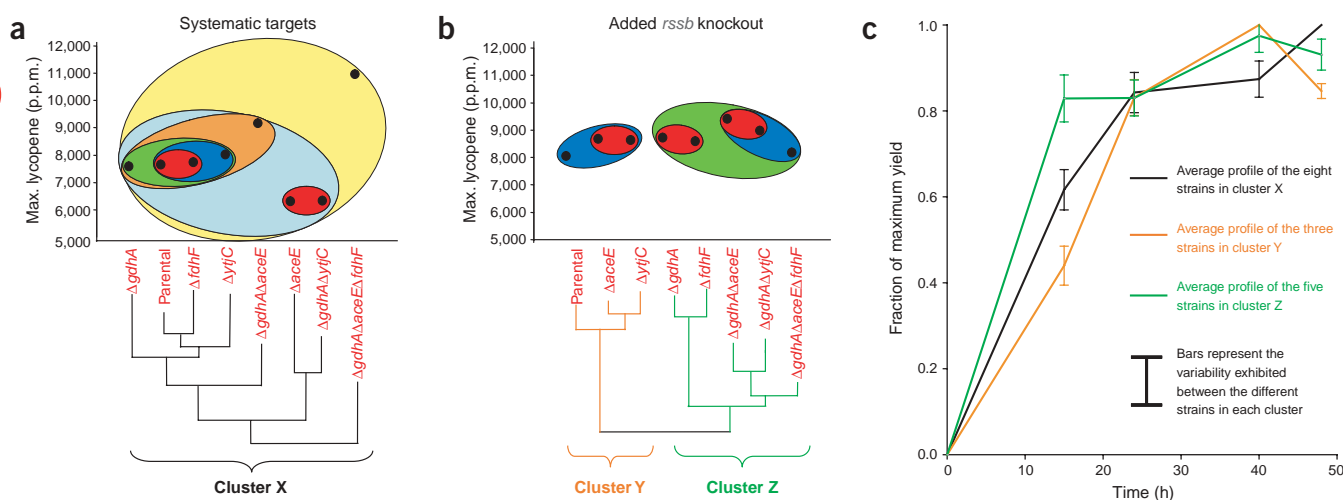 a
Systematic targets
Max. lycopene (p.p.m.)
12,000
11,000
10,000
9,000
8,000
7,000
6,000
5,000
ΔgdhA
Parental
ΔfdhF
ΔytjC
ΔgdhAΔaceE
ΔaceE
ΔgdhAΔytjC
ΔgdhAΔaceEΔfdhF
Cluster X
b
Added rssb knockout
Max. lycopene (p.p.m.)
12,000
11,000
10,000
9,000
8,000
7,000
6,000
5,000
Parental
ΔaceE
ΔytjC
ΔgdhA
ΔfdhF
ΔgdhAΔaceE
ΔgdhAΔytjC
ΔgdhAΔaceEΔfdhF
Cluster Y
Cluster Z
c
Fraction of maximum yield
1.0
0.8
0.6
0.4
0.2
0.0
0
10
20
30
40
50
Time (h)
Average profile of the eight
strains in cluster X
Average profile of the three
strains in cluster Y
Average profile of the five
strains in cluster Z
Bars represent the
variability exhibited
between the different
strains in each cluster